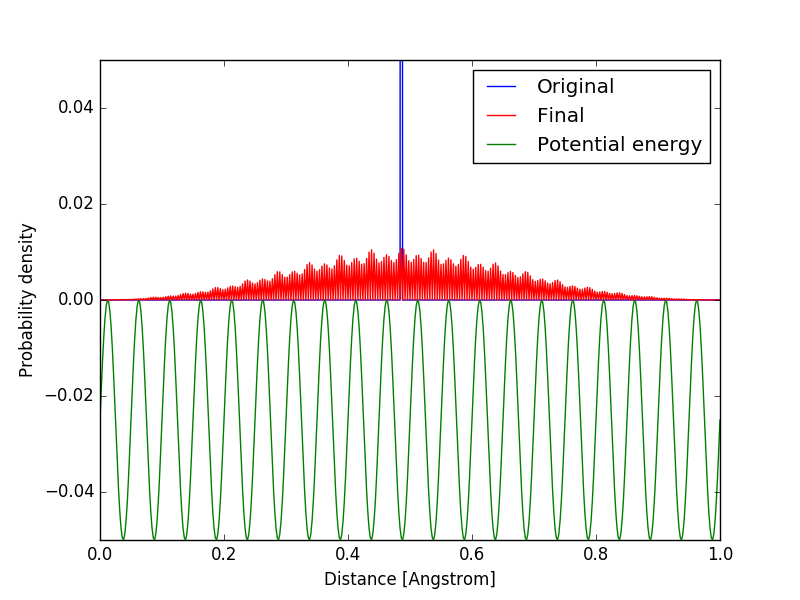 Original
Final
Potential energy
0.04
0.02
0.00
−0.02
−0.04
Probability density
0.0
0.2
0.4
0.6
0.8
1.0
Distance [Angstrom]